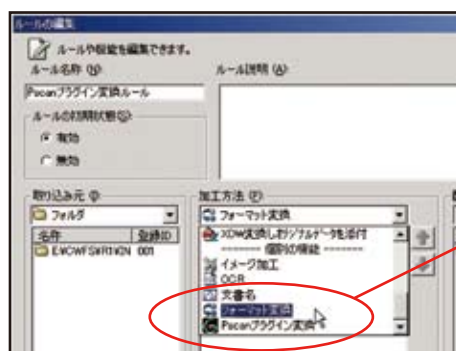 ルールの編集
ルールや機能を編集できます。
ルール名称(N)
ルール説明(A)
Pscanプラグイン変換ルール
ルールの初期状態(S)
有効
無効
取り込み元
加工方法(P)
フォルダ
フォーマット変換
名称
登録ID
001
XDW変換しオリジナルデータを添付
-------- 個別の機能 --------
イメージ加工
OCR
文書名
フォーマット変換
Pscanプラグイン変換